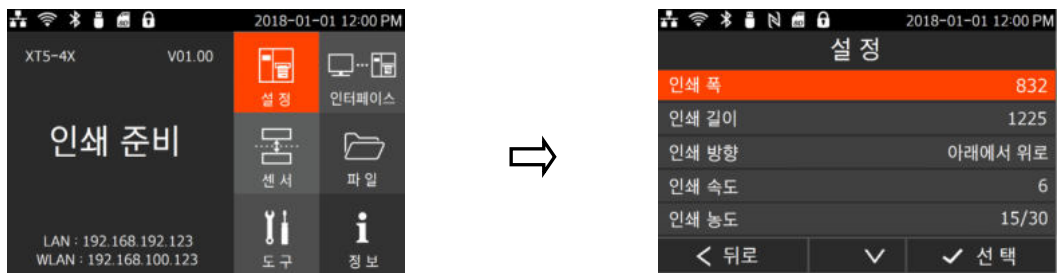 2018-01-01 12:00 PM
XT5-4X V01.00
인쇄 준비
LAN : 192.168.192.123
WLAN : 192.168.100.123
설 정
인터페이스
센 서
파 일
도 구
정 보
2018-01-01 12:00 PM
설 정
인쇄 폭 832
인쇄 길이 1225
인쇄 방향 아래에서 위로
인쇄 속도 6
인쇄 농도 15/30
뒤로
선 택